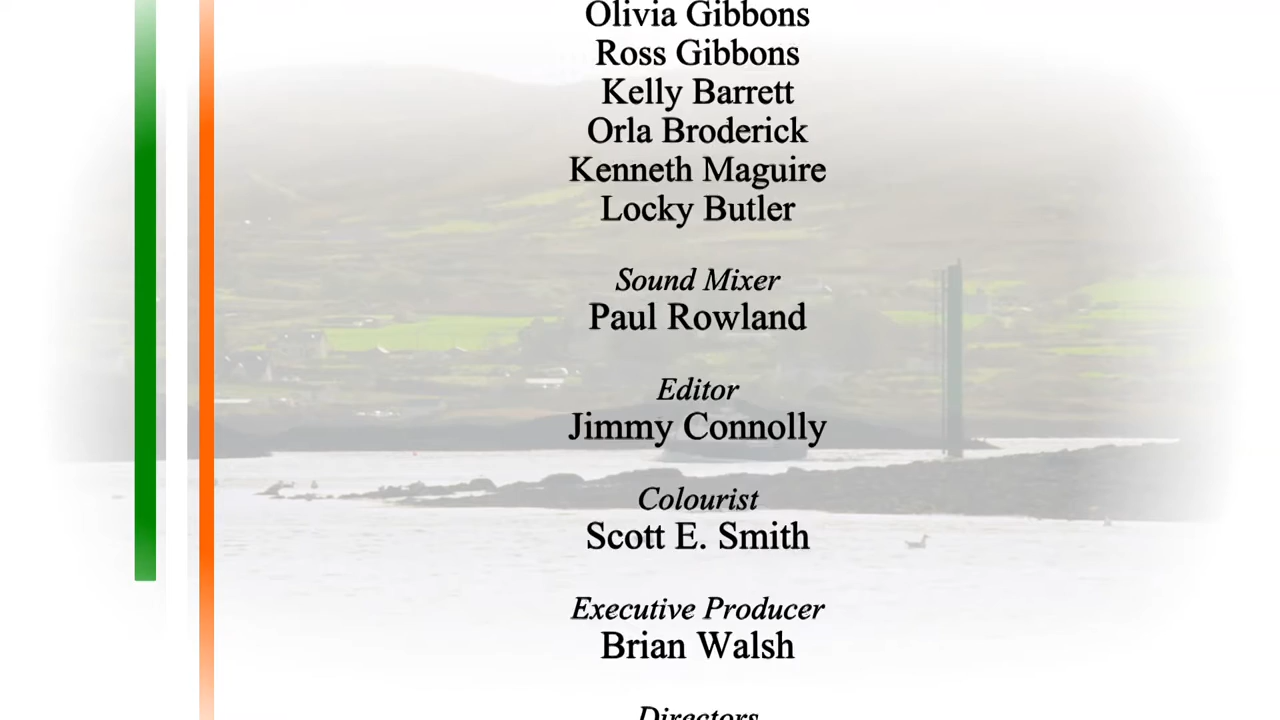 Olivia Gibbons
Ross Gibbons
Kelly Barrett
Orla Broderick
Kenneth Maguire
Locky Butler
Sound Mixer
Paul Rowland
Editor
Jimmy Connolly
Colourist
Scott E. Smith
Executive Producer
Brian Walsh
Directors